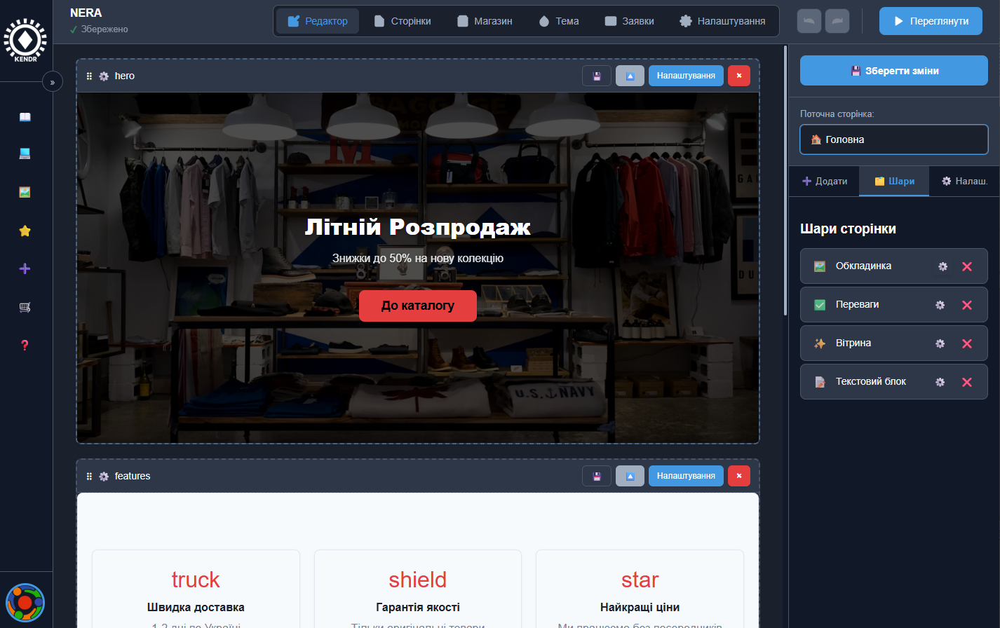 KENDR
NERA
Збережено
Редактор
Сторінки
Магазин
Тема
Заявки
Налаштування
Переглянути
»
hero
Налаштування
Літній Розпродаж
Знижки до 50% на нову колекцію
До каталогу
M
U.S. NAVY
features
Налаштування
truck
Швидка доставка
1-2 дні по Україні
shield
Гарантія якості
Тільки оригінальні товари
star
Найкращі ціни
Ми працюємо без посередників
Зберегти зміни
Поточна сторінка:
Головна
Додати
Шари
Налаш.
Шари сторінки
Обкладинка
Переваги
Вітрина
Текстовий блок